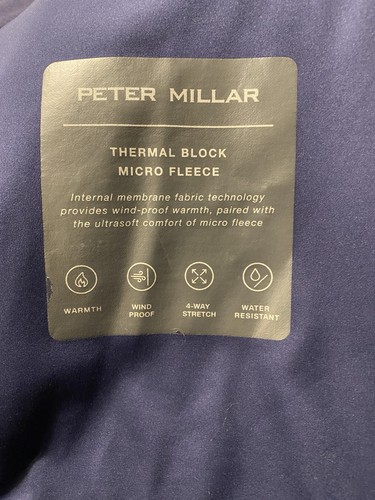 PETER MILLAR
THERMAL BLOCK
MICRO FLEECE
Internal membrane fabric technology
provides wind-proof warmth, paired with
the ultrasoft comfort of micro fleece
WARMTH
WIND
PROOF
4-WAY
STRETCH
WATER
RESISTANT